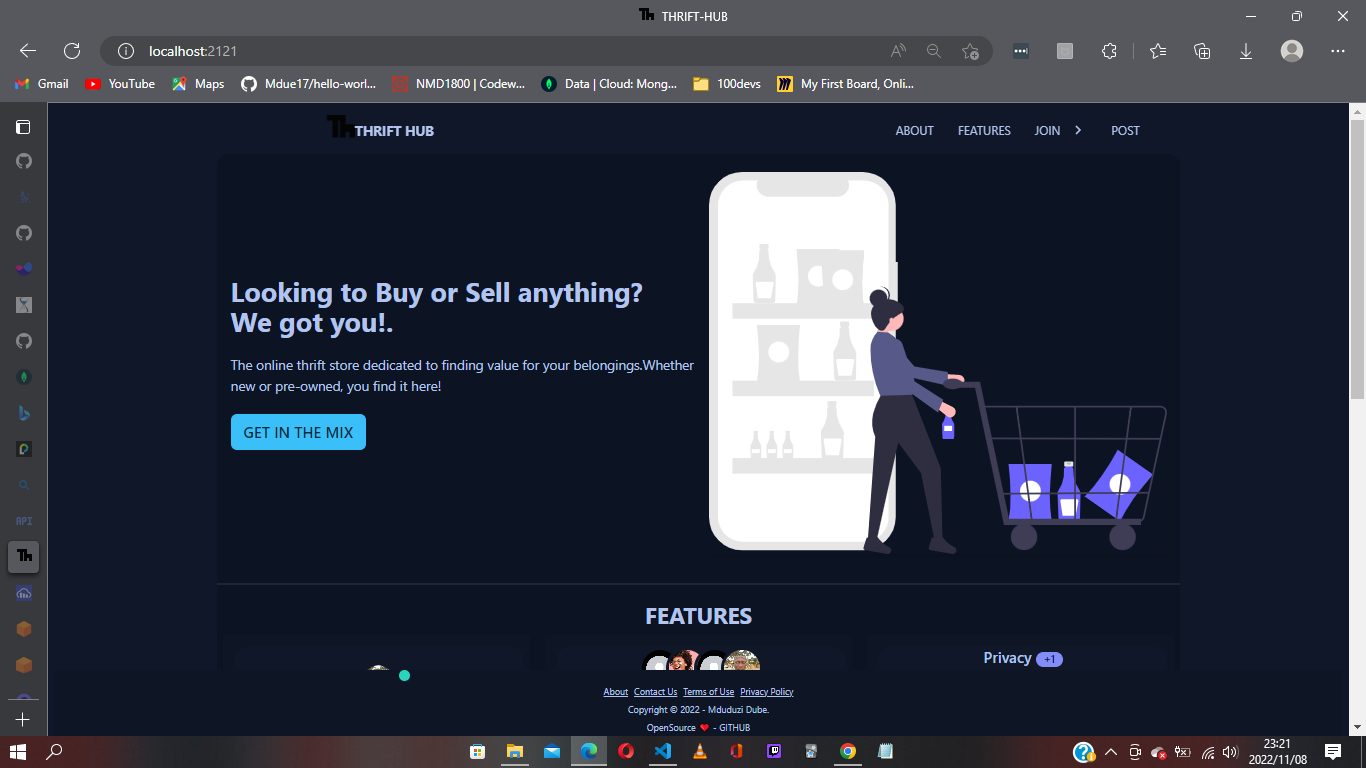 Th THRIFT-HUB
localhost:2121
Gmail
YouTube
Maps
Mdue17/hello-worl...
NMD1800 | Codew...
Data | Cloud: Mong...
100devs
My First Board, Onli...
Th THRIFT HUB
ABOUT
FEATURES
JOIN
POST
Looking to Buy or Sell anything?
We got you!.
The online thrift store dedicated to finding value for your belongings.Whether
new or pre-owned, you find it here!
GET IN THE MIX
API
Th
FEATURES
Privacy +1
About Contact Us Terms of Use Privacy Policy
Copyright © 2022 - Mduduzi Dube.
OpenSource ❤ - GITHUB
23:21
2022/11/08